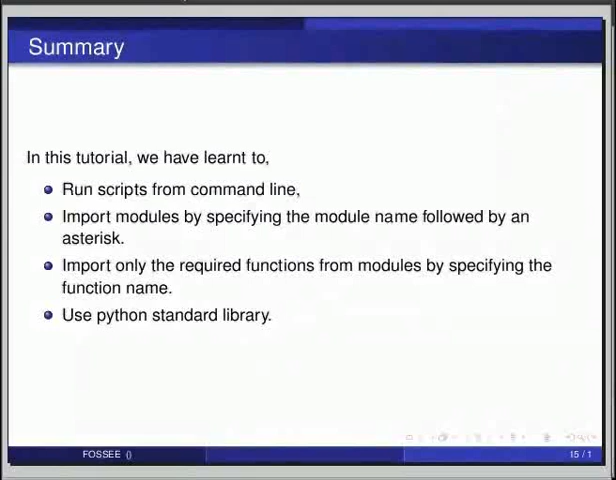 Summary
In this tutorial, we have learnt to,
Run scripts from command line,
Import modules by specifying the module name followed by an
asterisk.
Import only the required functions from modules by specifying the
function name.
Use python standard library.
FOSSEE ()
15 / 1